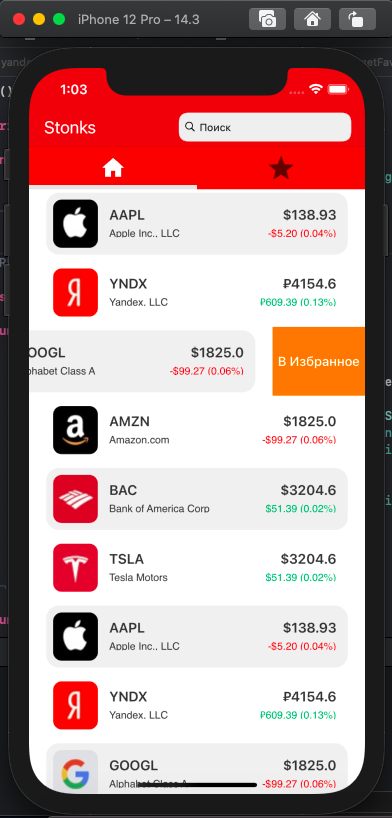 iPhone 12 Pro – 14.3
1:03
Stonks
Поиск
AAPL $138.93
Apple Inc., LLC -$5.20 (0.04%)
YNDX ₽4154.6
Yandex, LLC ₽609.39 (0.13%)
OOGL $1825.0
phabet Class A -$99.27 (0.06%)
В Избранное
AMZN $1825.0
Amazon.com -$99.27 (0.06%)
BAC $3204.6
Bank of America Corp $51.39 (0.02%)
TSLA $3204.6
Tesla Motors $51.39 (0.02%)
AAPL $138.93
Apple Inc., LLC -$5.20 (0.04%)
YNDX ₽4154.6
Yandex, LLC ₽609.39 (0.13%)
GOOGL $1825.0
Alphabet Class A -$99.27 (0.06%)